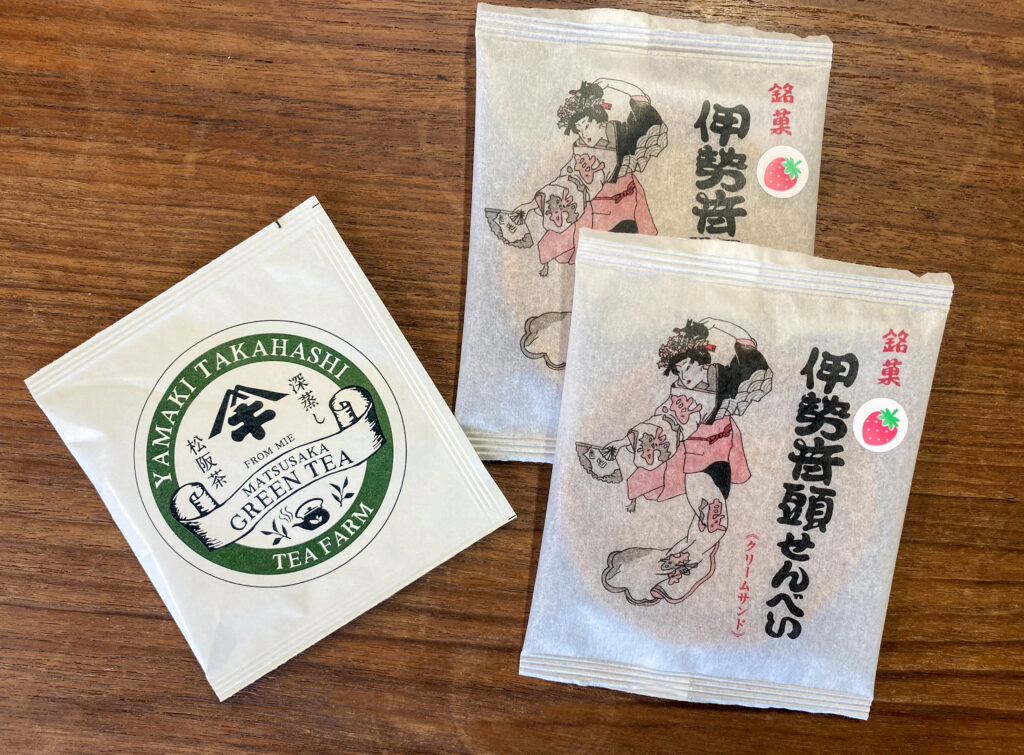 YAMAKI TAKAHASHI
深蒸し
松阪茶
FROM MIE
MATSUSAKA
GREEN TEA
TEA FARM
銘菓
伊勢音
銘菓
伊勢音頭せんべい
《クリームサンド》